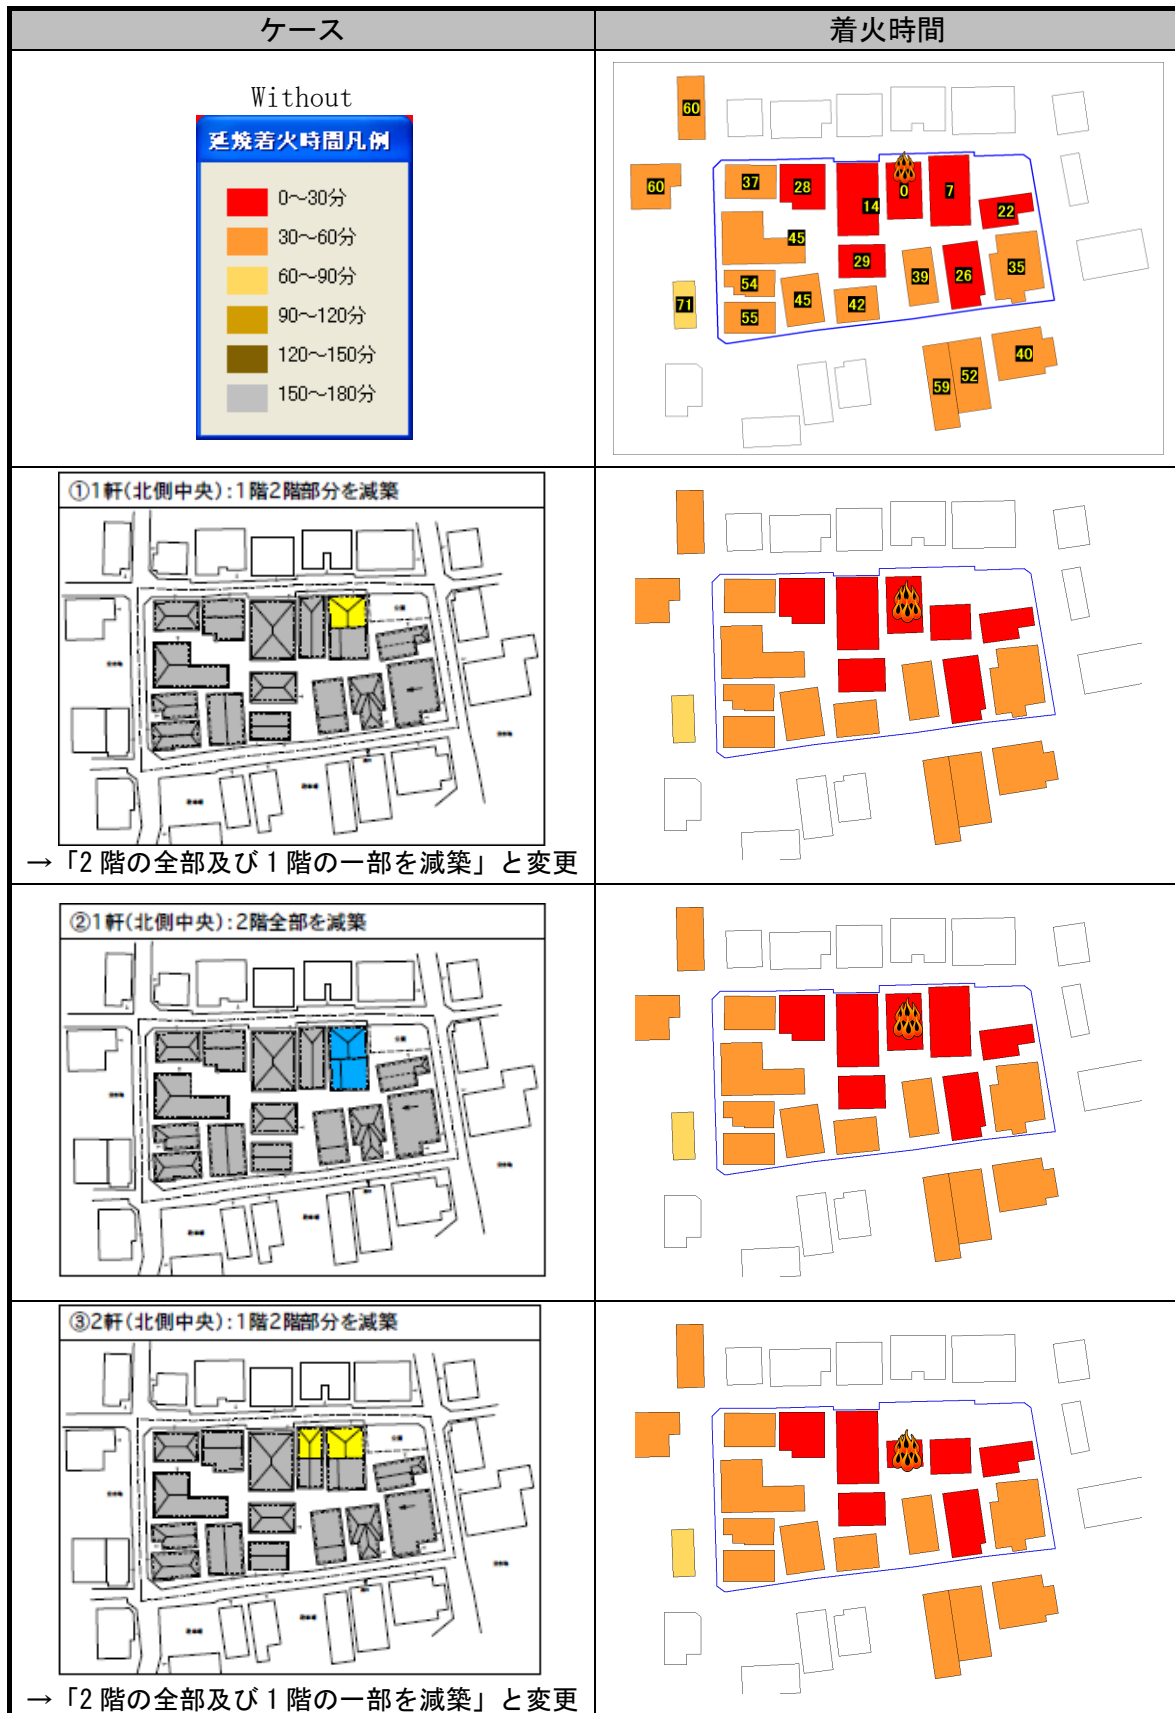 ケース
着火時間
Without
延焼着火時間凡例
0～30分
30～60分
60～90分
90～120分
120～150分
150～180分
60
60
37
28
14
0
7
22
45
29
39
26
35
54
45
42
71
55
40
52
59
①1軒(北側中央):1階2階部分を減築
公園
→「2階の全部及び1階の一部を減築」と変更
②1軒(北側中央):2階全部を減築
公園
③2軒(北側中央):1階2階部分を減築
公園
→「2階の全部及び1階の一部を減築」と変更